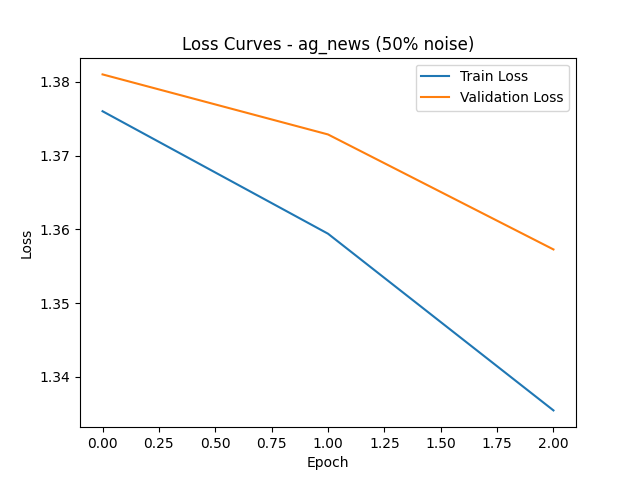 Loss Curves - ag_news (50% noise)
Train Loss
Validation Loss
1.38
1.37
1.36
1.35
1.34
Loss
0.00 0.25 0.50 0.75 1.00 1.25 1.50 1.75 2.00
Epoch